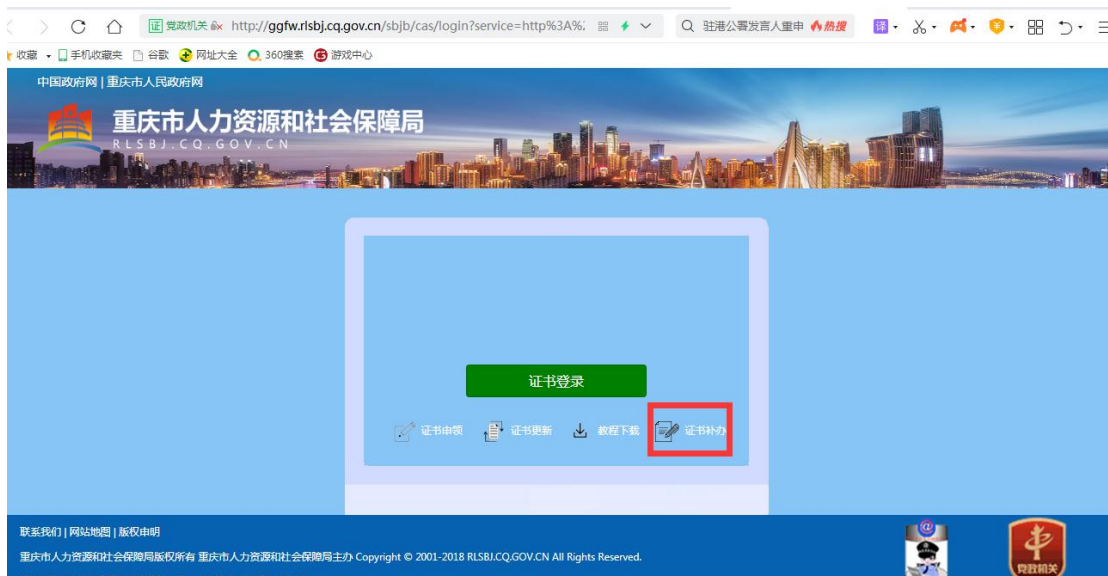 证 党政机关 http://ggfw.rlsbj.cq.gov.cn/sbjb/cas/login?service=http%3A% 驻港公署发言人重申 热搜 译
收藏 手机收藏夹 谷歌 网址大全 360搜索 游戏中心
中国政府网 | 重庆市人民政府网
重庆市人力资源和社会保障局
RLSBJ.CQ.GOV.CN
证书登录
证书申领 证书更新 教程下载 证书补办
联系我们 | 网站地图 | 版权申明
重庆市人力资源和社会保障局版权所有 重庆市人力资源和社会保障局主办 Copyright © 2001-2018 RLSBJ.CQ.GOV.CN All Rights Reserved.
党政机关